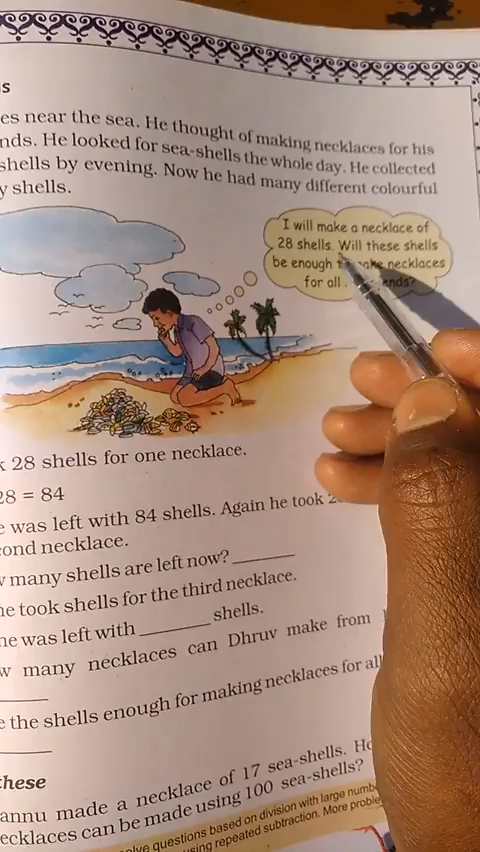 s
es near the sea. He thought of making necklaces for his
nds. He looked for sea-shells the whole day. He collected
shells by evening. Now he had many different colourful
y shells.
I will make a necklace of
28 shells. Will these shells
be enough necklaces
for all
k 28 shells for one necklace.
28 = 84
e was left with 84 shells. Again he took
ond necklace.
w many shells are left now?
he took shells for the third necklace.
he was left with ______ shells.
w many necklaces can Dhruv make from
e the shells enough for making necklaces for all
these
annu made a necklace of 17 sea-shells.
ecklaces can be made using 100 sea-shells?
olve questions based on division with large
using repeated subtraction. More